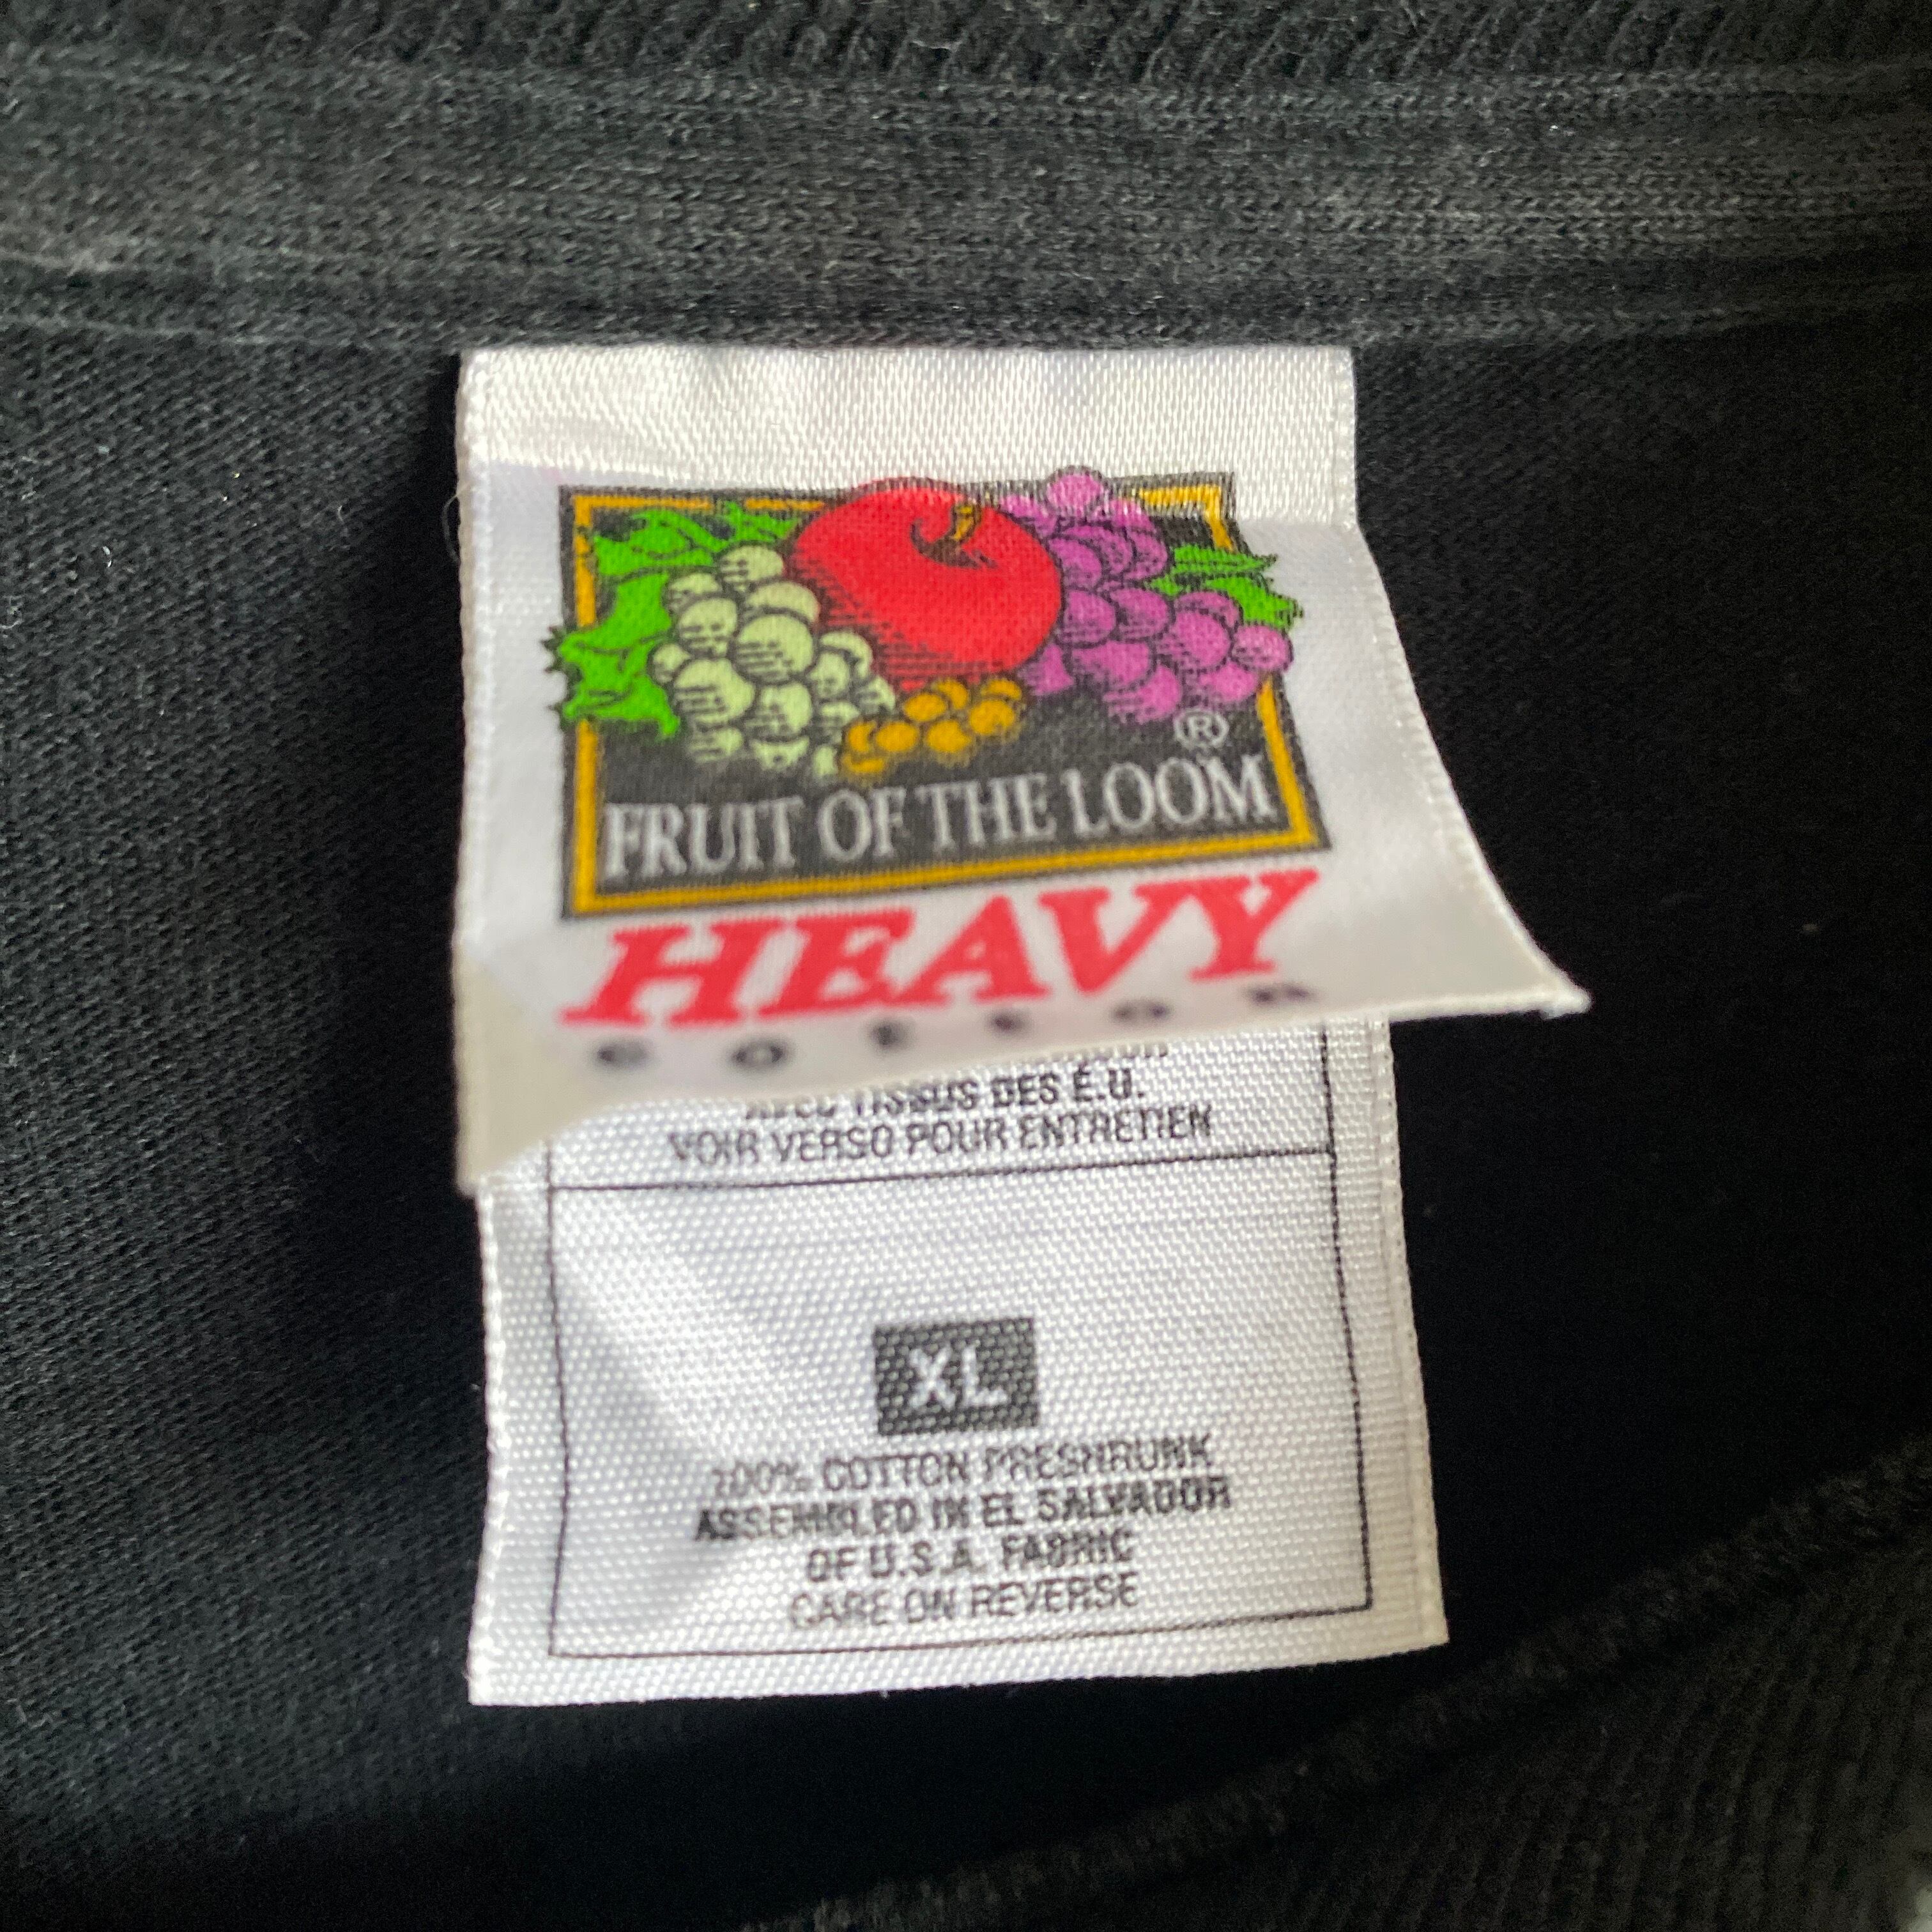 ®
FRUIT OF THE LOOM
HEAVY
COTTON
AVEC TISSUS DES É.U.
VOIR VERSO POUR ENTRETIEN
XL
100% COTTON PRESHRUNK
ASSEMBLED IN EL SALVADOR
OF U.S.A. FABRIC
CARE ON REVERSE